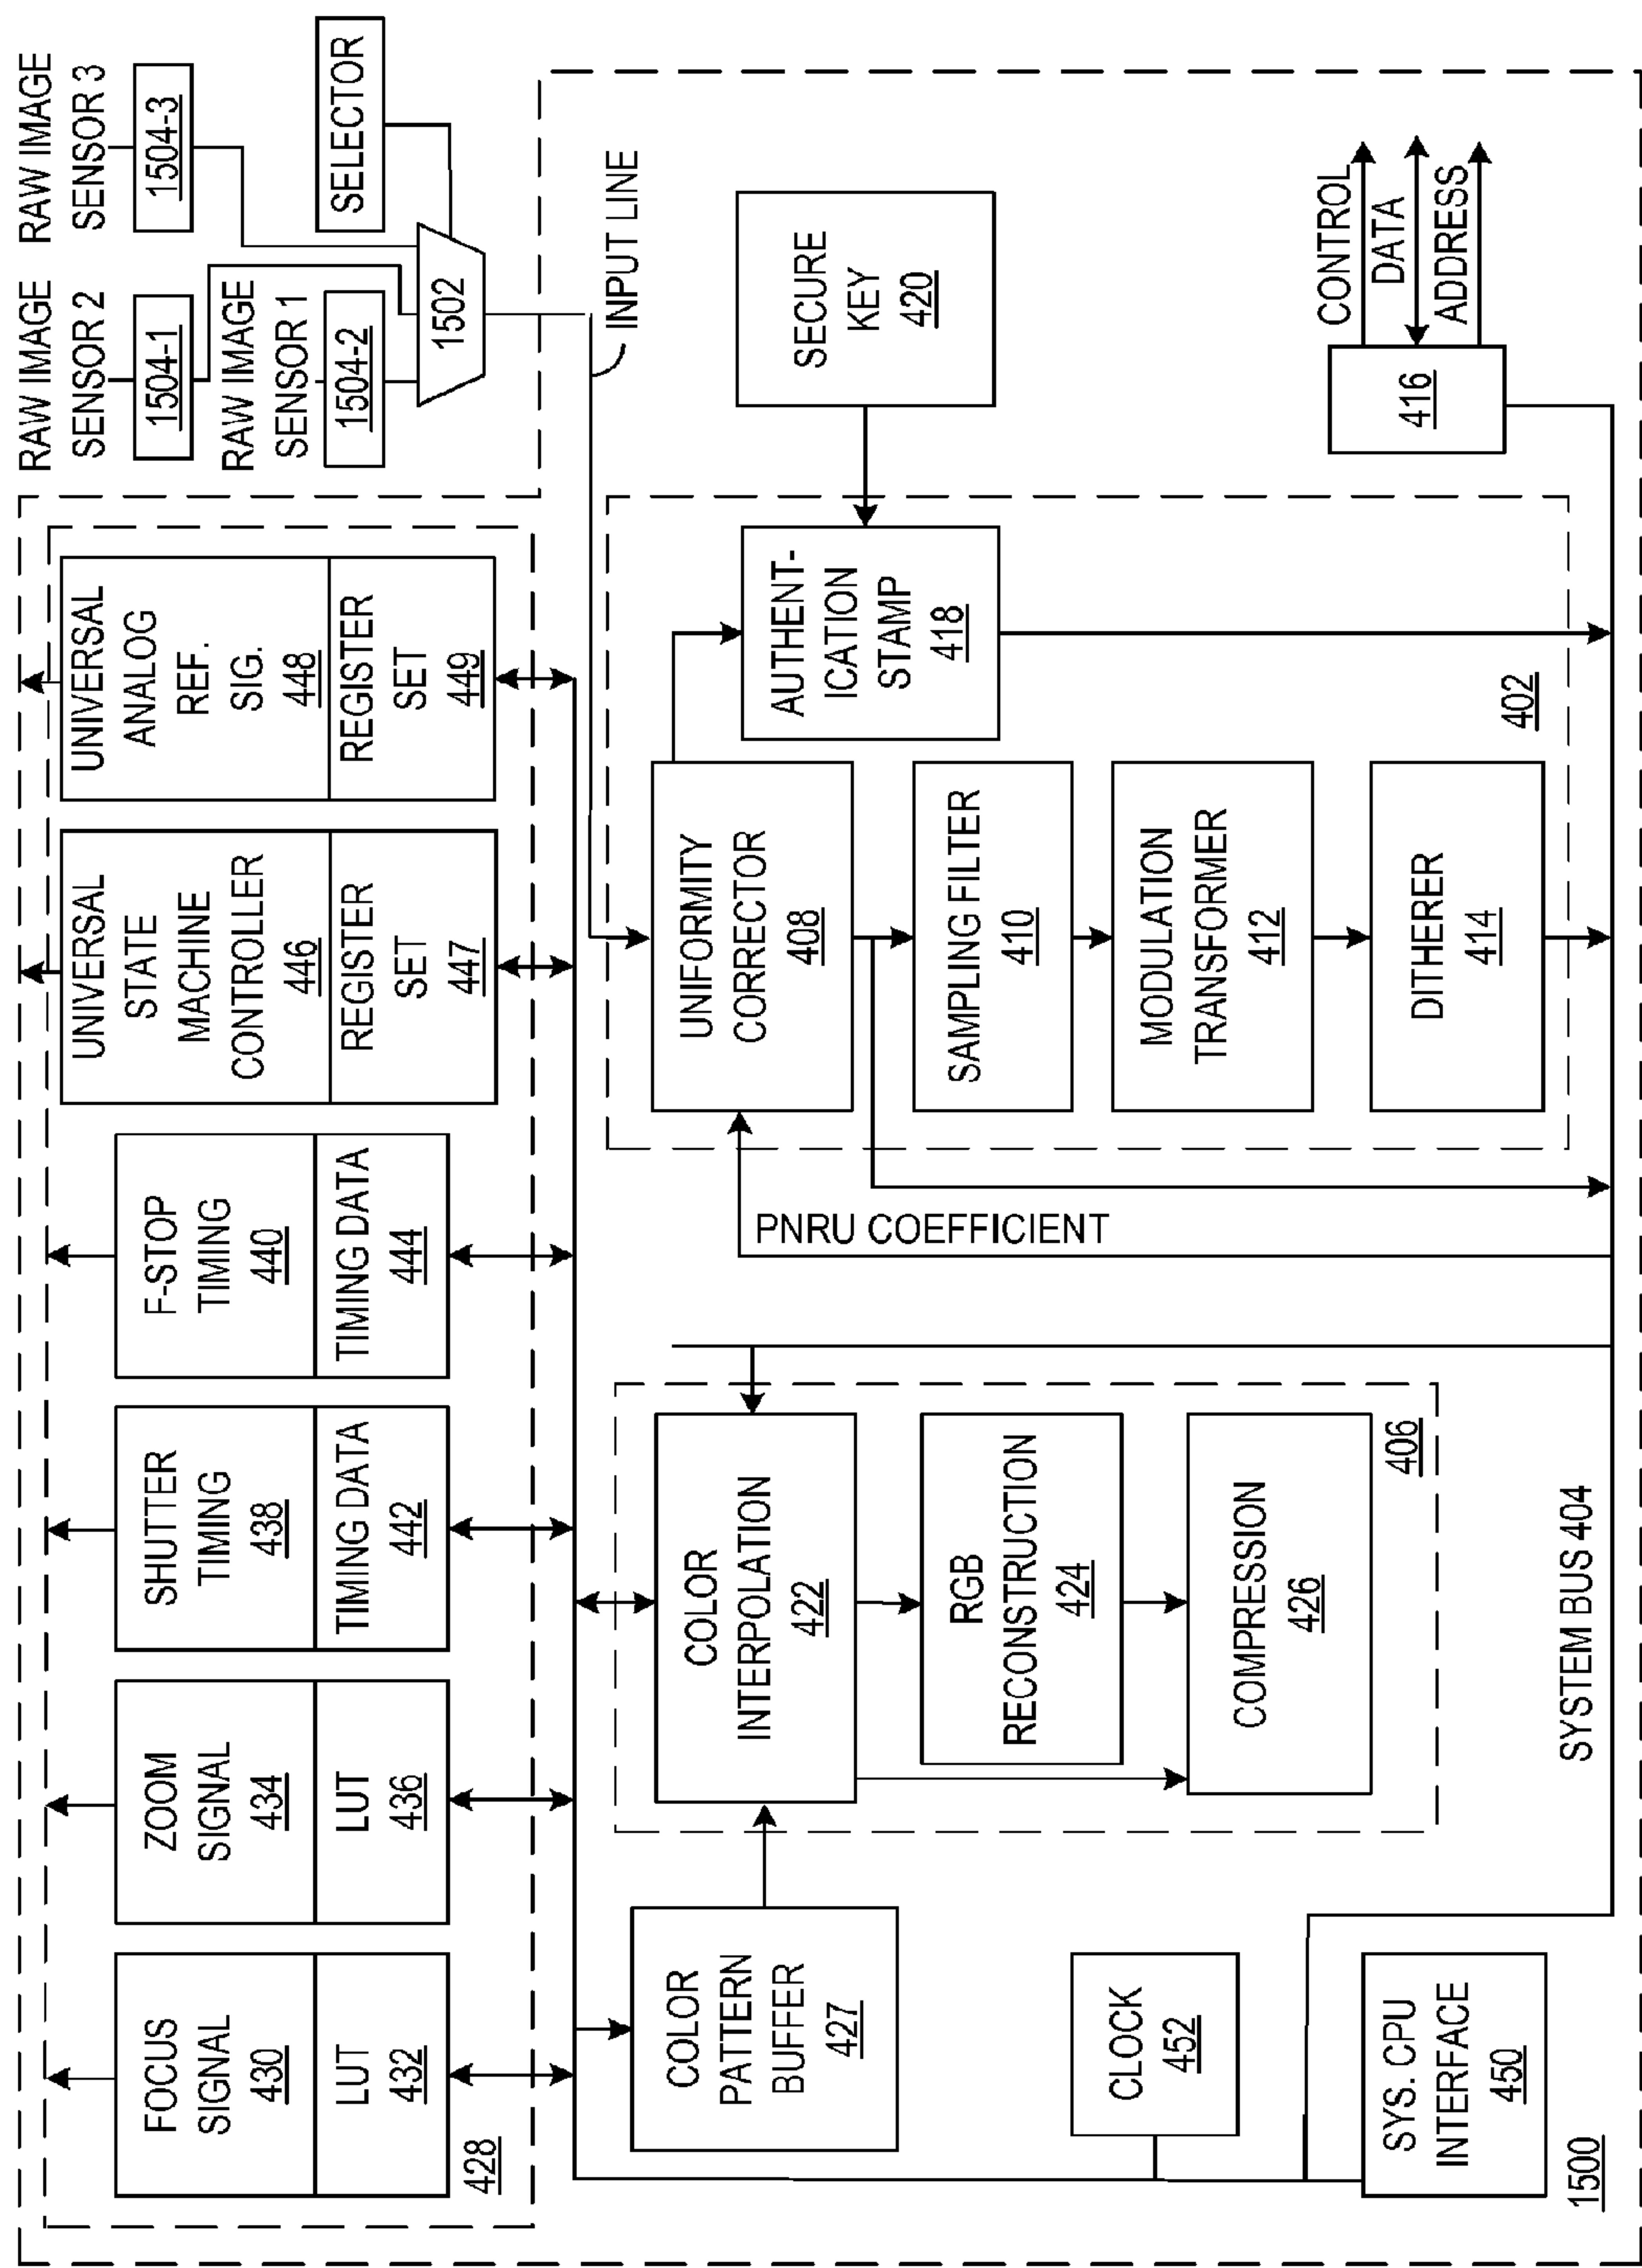 FOCUS
SIGNAL
430
LUT
432
ZOOM
SIGNAL
434
LUT
436
SHUTTER
TIMING
438
TIMING DATA
442
F-STOP
TIMING
440
TIMING DATA
444
UNIVERSAL
STATE
MACHINE
CONTROLLER
446
REGISTER
SET
447
UNIVERSAL
ANALOG
REF.
SIG.
448
REGISTER
SET
449
428
RAW IMAGE
SENSOR 2
1504-1
RAW IMAGE
SENSOR 1
1504-2
RAW IMAGE
SENSOR 3
1504-3
SELECTOR
1502
INPUT LINE
COLOR
PATTERN
BUFFER
427
COLOR
INTERPOLATION
422
RGB
RECONSTRUCTION
424
COMPRESSION
426
406
PNRU COEFFICIENT
UNIFORMITY
CORRECTOR
408
SAMPLING FILTER
410
MODULATION
TRANSFORMER
412
DITHERER
414
AUTHENT-
ICATION
STAMP
418
402
SECURE
KEY
420
CLOCK
452
SYS. CPU
INTERFACE
450
SYSTEM BUS 404
416
CONTROL
DATA
ADDRESS
1500